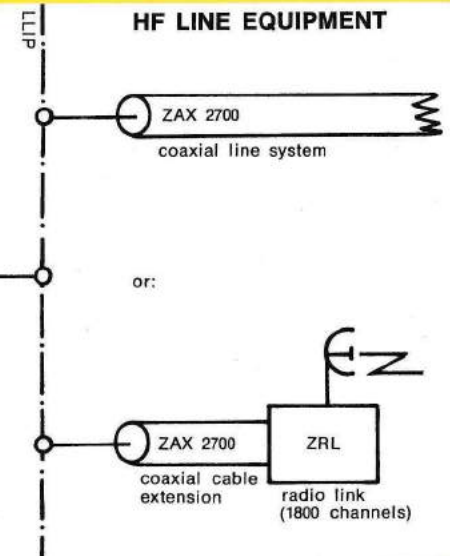 LLIP
HF LINE EQUIPMENT
ZAX 2700
coaxial line system
or:
ZAX 2700
ZRL
coaxial cable
extension
radio link
(1800 channels)